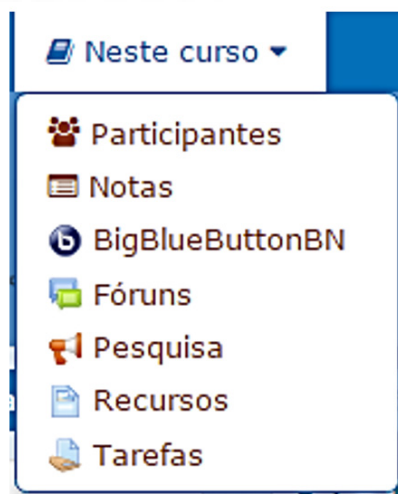 Neste curso
Participantes
Notas
BigBlueButtonBN
Fóruns
Pesquisa
Recursos
Tarefas